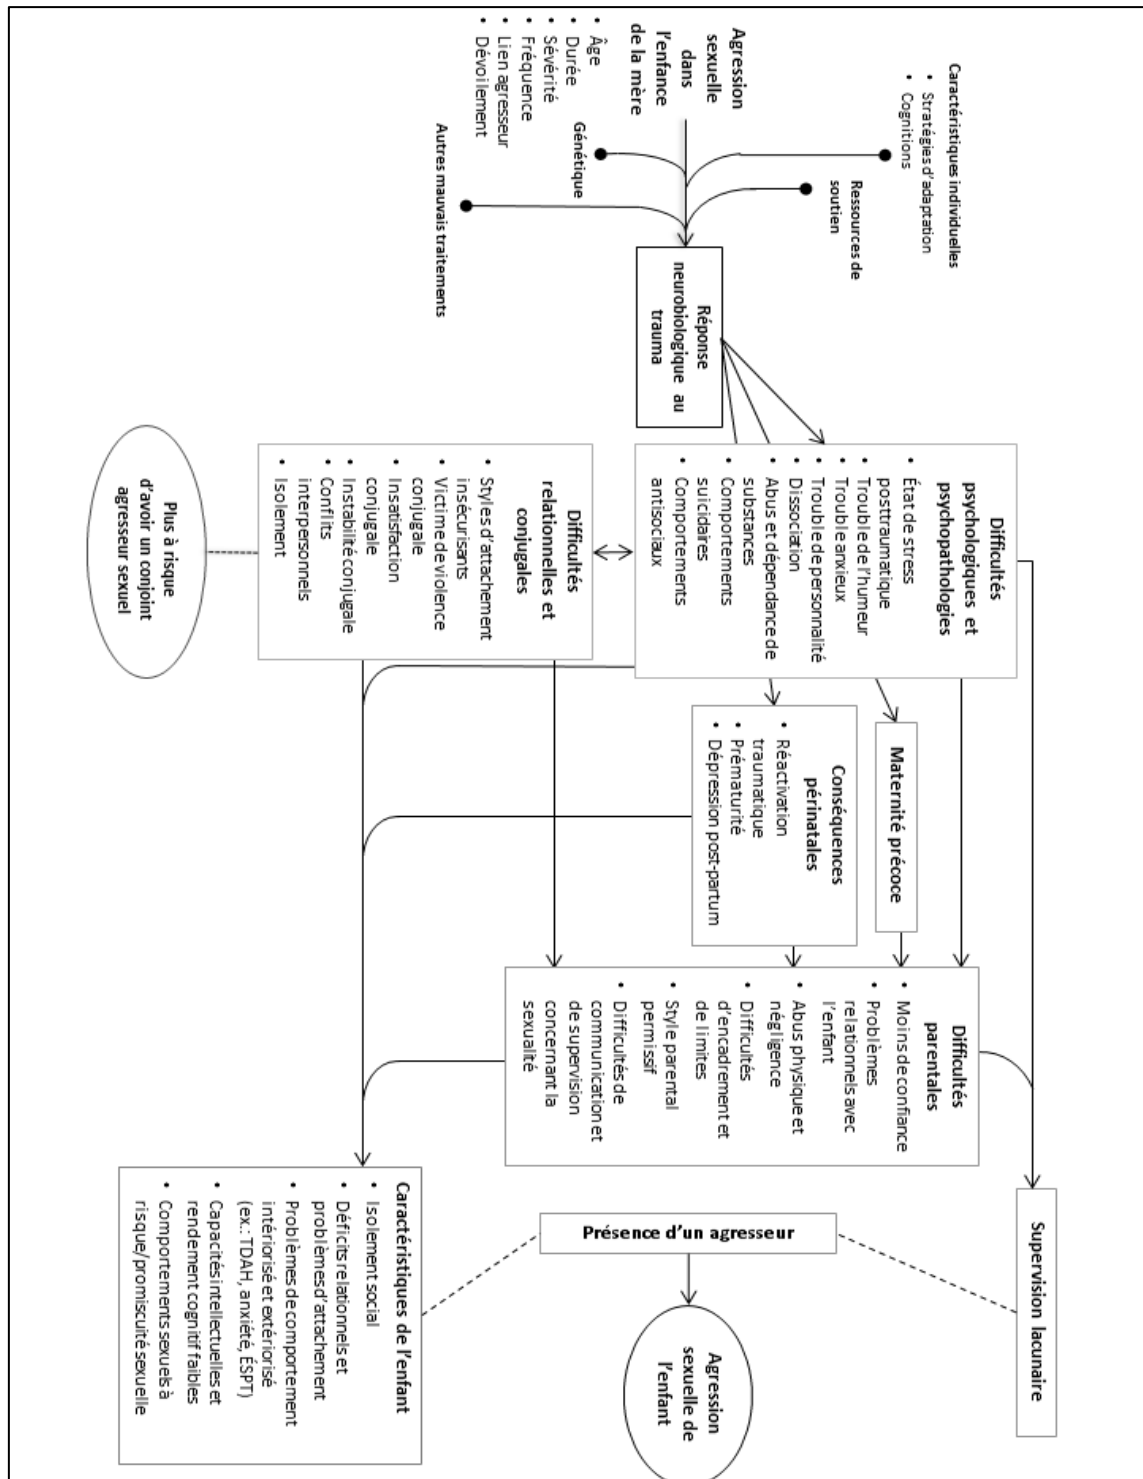 Caractéristiques individuelles
• Stratégies d'adaptation
• Cognitions
Ressources de
soutien
Agression
sexuelle
dans
l'enfance
de la mère
• Âge
• Durée
• Sévérité
• Fréquence
• Lien agresseur
• Dévoilement
Génétique
Autres mauvais traitements
Réponse
neurobiologique au
trauma
Difficultés
psychologiques et
psychopathologies
• État de stress
posttraumatique
• Trouble de l'humeur
• Trouble anxieux
• Trouble de personnalité
• Dissociation
• Abus et dépendance de
substances
• Comportements
suicidaires
• Comportements
antisociaux
Difficultés
relationnelles et
conjugales
• Styles d'attachement
insécurisants
• Victime de violence
conjugale
• Insatisfaction
conjugale
• Instabilité conjugale
• Conflits
interpersonnels
• Isolement
Plus à risque
d'avoir un conjoint
agresseur sexuel
Maternité précoce
Conséquences
périnatales
• Réactivation
traumatique
• Prématurité
• Dépression post-partum
Difficultés
parentales
• Moins de confiance
• Problèmes
relationnels avec
l'enfant
• Abus physique et
négligence
• Difficultés
d'encadrement et
de limites
• Style parental
permissif
• Difficultés de
communication et
de supervision
concernant la
sexualité
Supervision lacunaire
Présence d'un agresseur
Agression
sexuelle de
l'enfant
Caractéristiques de l'enfant
• Isolement social
• Déficits relationnels et
problèmes d'attachement
• Problèmes de comportement
intériorisé et extériorisé
(ex.: TDAH, anxiété, ÉSPT)
• Capacités intellectuelles et
rendement cognitif faibles
• Comportements sexuels à
risque/promiscuité sexuelle